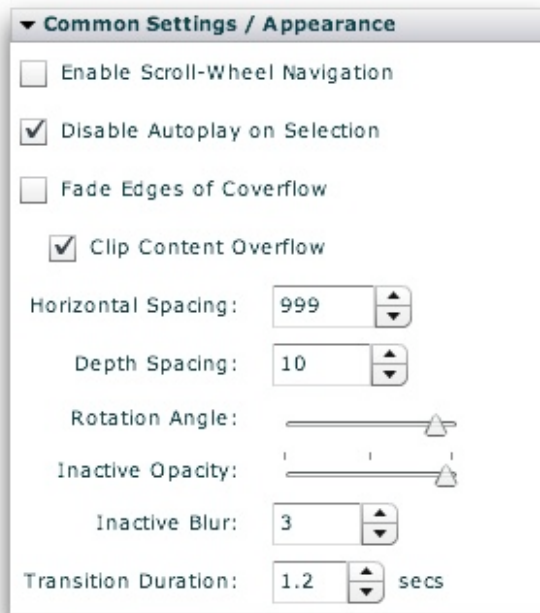 Common Settings / Appearance
Enable Scroll-Wheel Navigation
Disable Autoplay on Selection
Fade Edges of Coverflow
Clip Content Overflow
Horizontal Spacing: 999
Depth Spacing: 10
Rotation Angle:
Inactive Opacity:
Inactive Blur: 3
Transition Duration: 1.2 secs